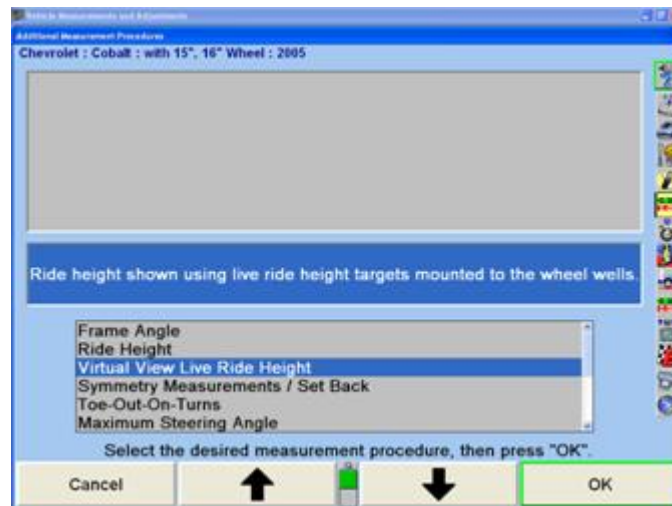 Vehicle Measurements and Adjustments
Additional Measurement Procedures
Chevrolet : Cobalt : with 15", 16" Wheel : 2005
Ride height shown using live ride height targets mounted to the wheel wells.
Frame Angle
Ride Height
Virtual View Live Ride Height
Symmetry Measurements / Set Back
Toe-Out-On-Turns
Maximum Steering Angle
Select the desired measurement procedure, then press "OK".
Cancel
OK